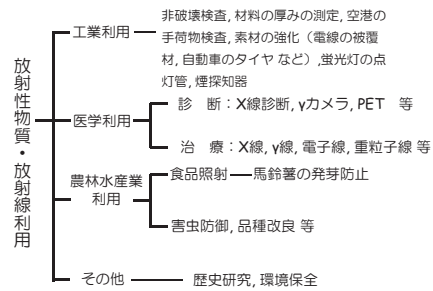 放射性物質・放射線利用
工業利用
非破壊検査, 材料の厚みの測定, 空港の
手荷物検査, 素材の強化（電線の被覆
材, 自動車のタイヤ など）,蛍光灯の点
灯管, 煙探知器
医学利用
診　断：X線診断, γカメラ, PET　等
治　療：X線, γ線, 電子線, 重粒子線 等
農林水産業
利用
食品照射
馬鈴薯の発芽防止
害虫防御, 品種改良 等
その他
歴史研究, 環境保全